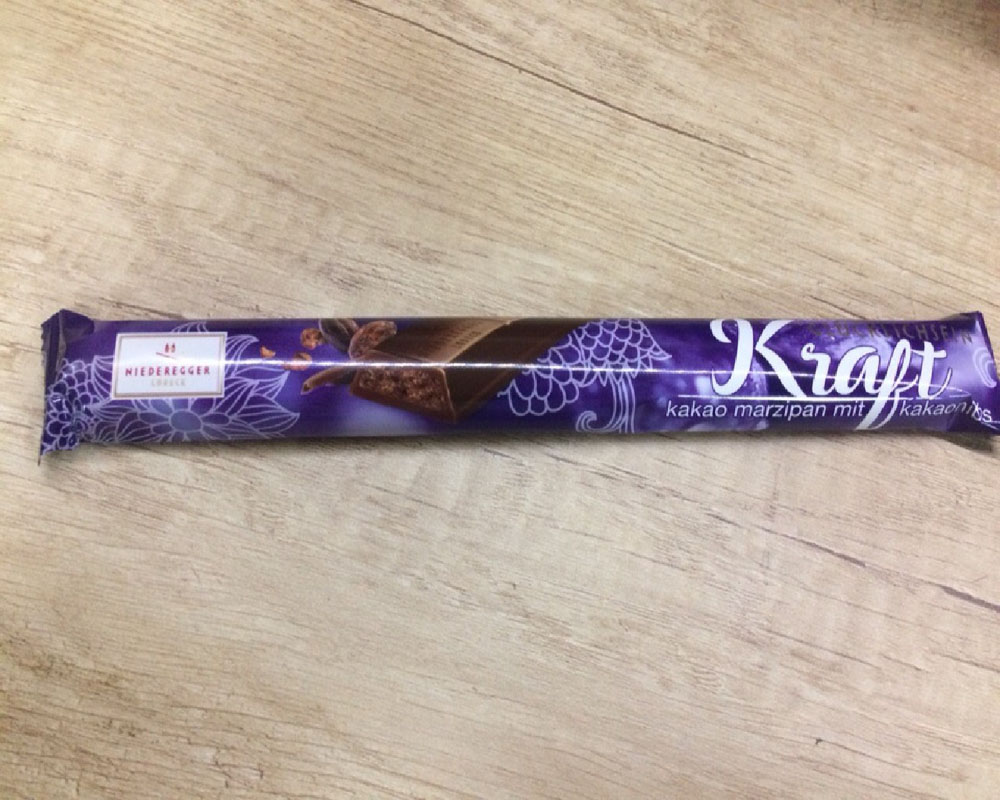 NIEDEREGGER
LÜBECK
Kraft
kakao marzipan mit kakaonibs